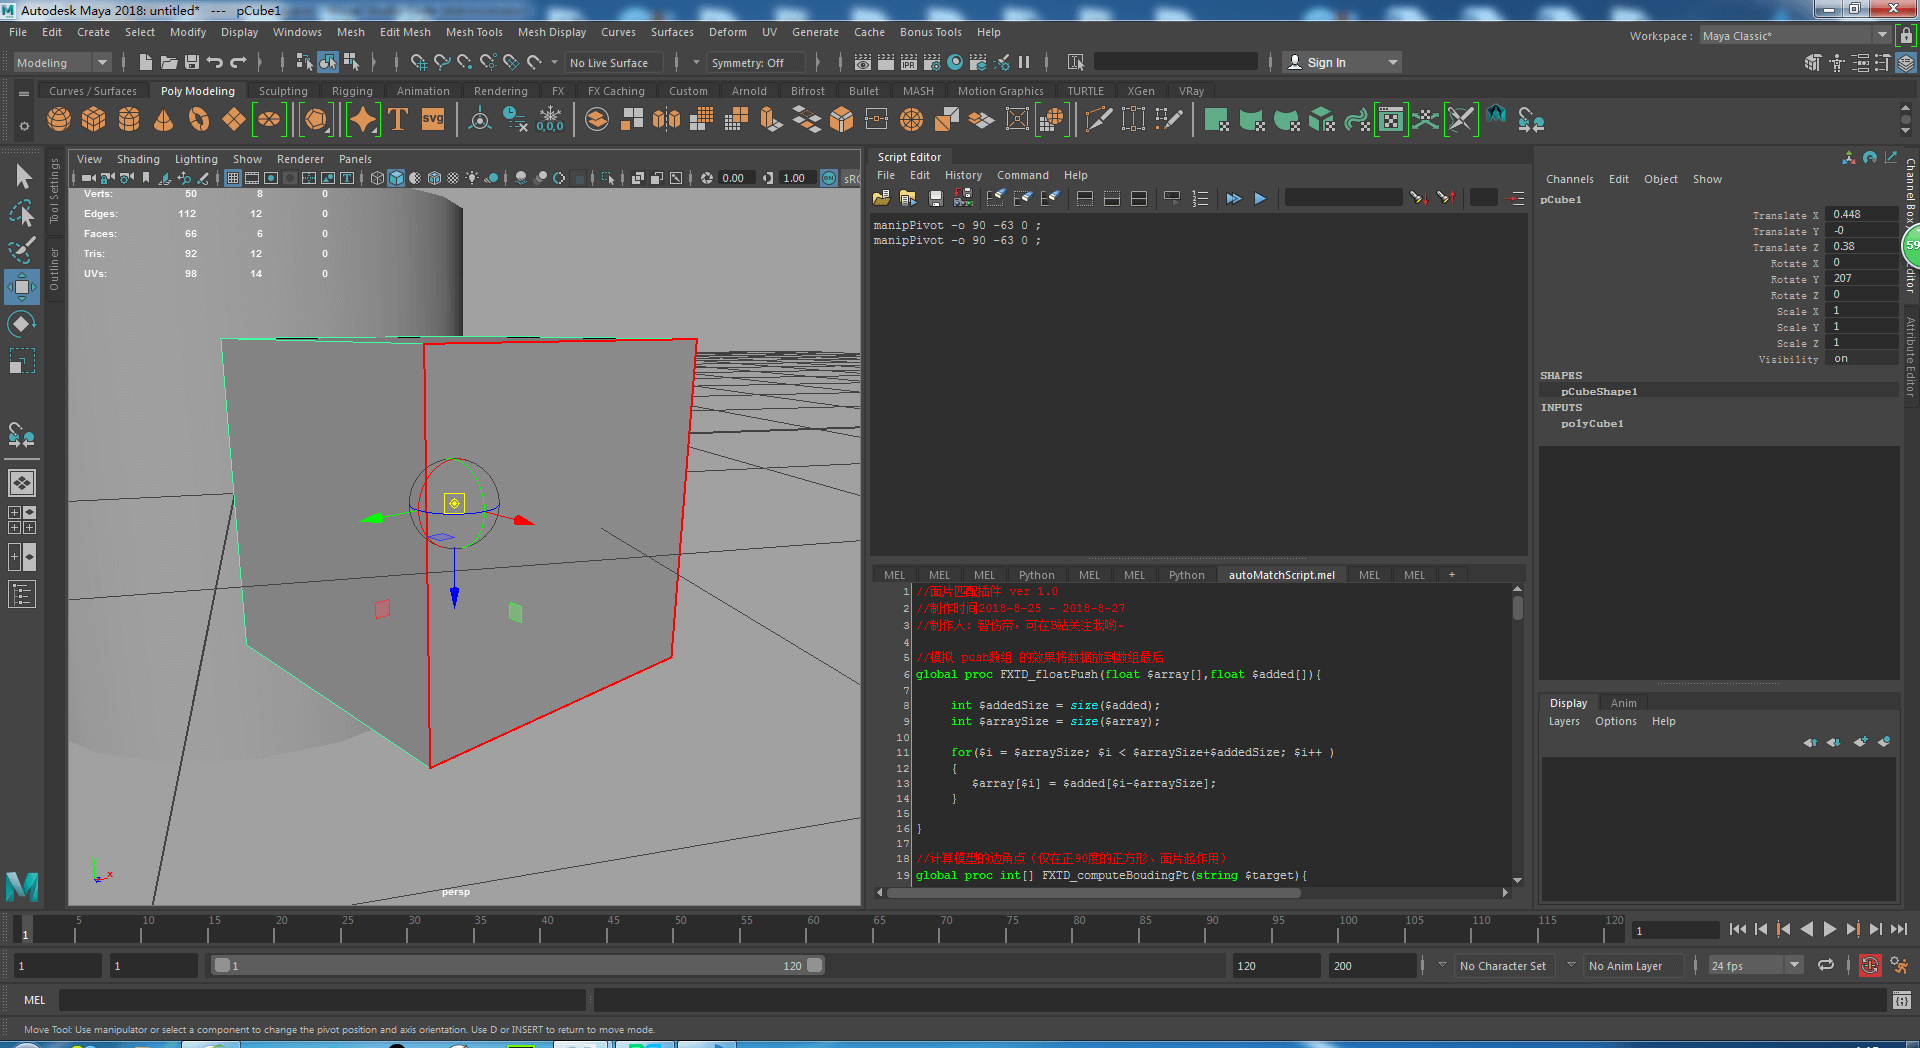 Autodesk Maya 2018: untitled*   ---   pCube1
File Edit Create Select Modify Display Windows Mesh Edit Mesh Mesh Tools Mesh Display Curves Surfaces Deform UV Generate Cache Bonus Tools Help
Workspace : Maya Classic*
Modeling No Live Surface Symmetry: Off Sign In
Curves / Surfaces Poly Modeling Sculpting Rigging Animation Rendering FX FX Caching Custom Arnold Bifrost Bullet MASH Motion Graphics TURTLE XGen VRay
Tool Settings
Outliner
View Shading Lighting Show Renderer Panels
0.00 1.00
Verts: 50 8 0
Edges: 112 12 0
Faces: 66 6 0
Tris: 92 12 0
UVs: 98 14 0
persp
Script Editor
File Edit History Command Help
manipPivot -o 90 -63 0 ;
manipPivot -o 90 -63 0 ;
MEL MEL MEL Python MEL MEL Python autoMatchScript.mel MEL MEL +
1 //面片匹配插件 ver 1.0
2 //制作时间2018-8-25 - 2018-8-27
3 //制作人: 智伤帝, 可在B站关注我哟~
4
5 //模拟 push数组 的效果将数据放到数组最后
6 global proc FXTD_floatPush(float $array[],float $added[]){
7
8 int $addedSize = size($added);
9 int $arraySize = size($array);
10
11 for($i = $arraySize; $i < $arraySize+$addedSize; $i++ )
12 {
13 $array[$i] = $added[$i-$arraySize];
14 }
15
16 }
17
18 //计算模型的边角点（仅在正90度的正方形、面片起作用）
19 global proc int[] FXTD_computeBoudingPt(string $target){
Channels Edit Object Show
pCube1
Translate X 0.448
Translate Y -0
Translate Z 0.38
Rotate X 0
Rotate Y 207
Rotate Z 0
Scale X 1
Scale Y 1
Scale Z 1
Visibility on
SHAPES
pCubeShape1
INPUTS
polyCube1
59
Attribute Editor
Display Anim
Layers Options Help
5 10 15 20 25 30 35 40 45 50 55 60 65 70 75 80 85 90 95 100 105 110 115 120
1 1
1 1 1 120 120 200 No Character Set No Anim Layer 24 fps
MEL
Move Tool: Use manipulator or select a component to change the pivot position and axis orientation. Use D or INSERT to return to move mode.